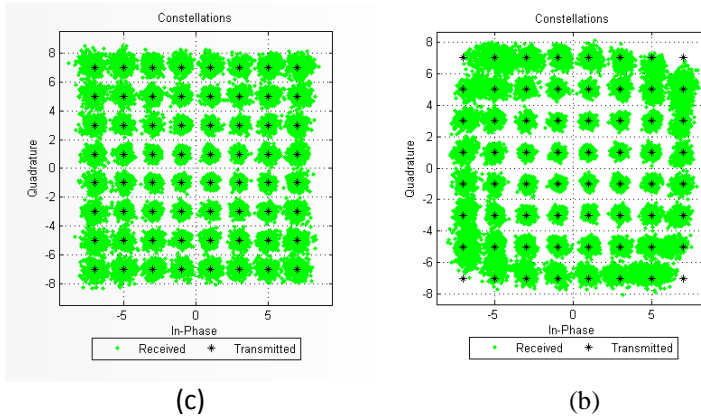 Constellations
8
6
4
2
0
-2
-4
-6
-8
Quadrature
-5 0 5
In-Phase
Received Transmitted
(c)
Constellations
8
6
4
2
0
-2
-4
-6
-8
Quadrature
-5 0 5
In-Phase
Received Transmitted
(b)